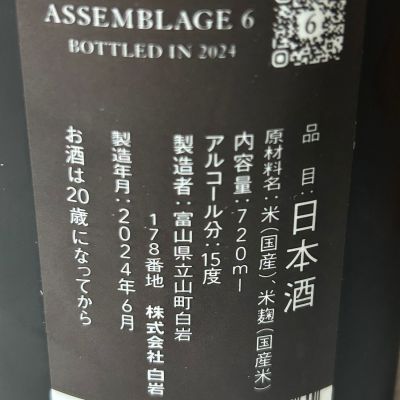 ASSEMBLAGE 6
BOTTLED IN 2024
6
品目：日本酒
原材料名：米（国産）、米麹（国産米）
内容量：720ml
アルコール分：15度
製造者：富山県立山町白岩
178番地 株式会社 白岩
製造年月：2024年6月
お酒は20歳になってから